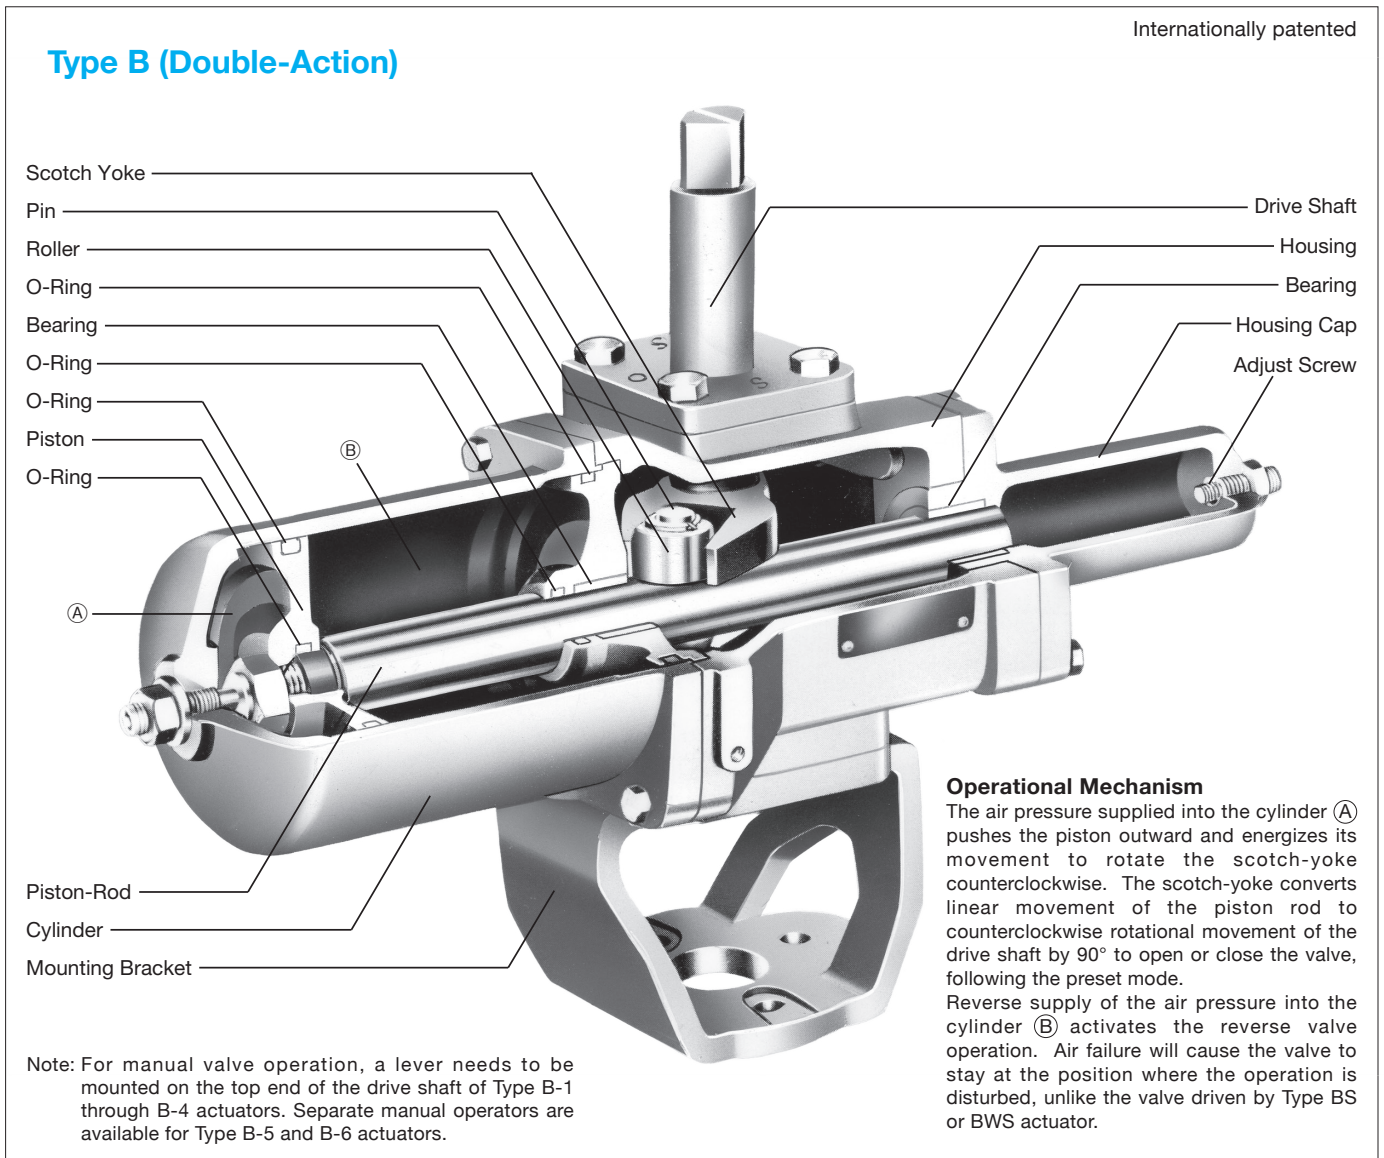 Internationally patented
Type B (Double-Action)
Scotch Yoke
Pin
Roller
O-Ring
Bearing
O-Ring
O-Ring
Piston
O-Ring
Ⓑ
Ⓐ
Drive Shaft
Housing
Bearing
Housing Cap
Adjust Screw
S
O
S
Piston-Rod
Cylinder
Mounting Bracket
Operational Mechanism
The air pressure supplied into the cylinder Ⓐ
pushes the piston outward and energizes its
movement to rotate the scotch-yoke
counterclockwise. The scotch-yoke converts
linear movement of the piston rod to
counterclockwise rotational movement of the
drive shaft by 90° to open or close the valve,
following the preset mode.
Reverse supply of the air pressure into the
cylinder Ⓑ activates the reverse valve
operation. Air failure will cause the valve to
stay at the position where the operation is
disturbed, unlike the valve driven by Type BS
or BWS actuator.
Note: For manual valve operation, a lever needs to be
mounted on the top end of the drive shaft of Type B-1
through B-4 actuators. Separate manual operators are
available for Type B-5 and B-6 actuators.